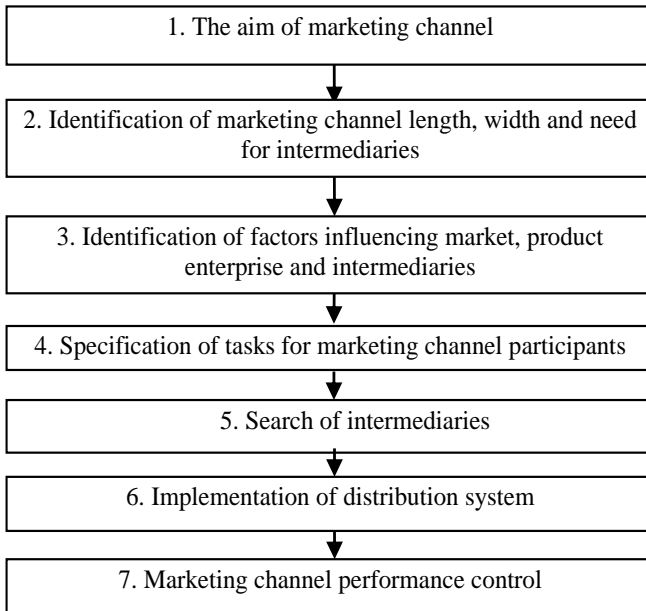 1. The aim of marketing channel
2. Identification of marketing channel length, width and need
for intermediaries
3. Identification of factors influencing market, product
enterprise and intermediaries
4. Specification of tasks for marketing channel participants
5. Search of intermediaries
6. Implementation of distribution system
7. Marketing channel performance control